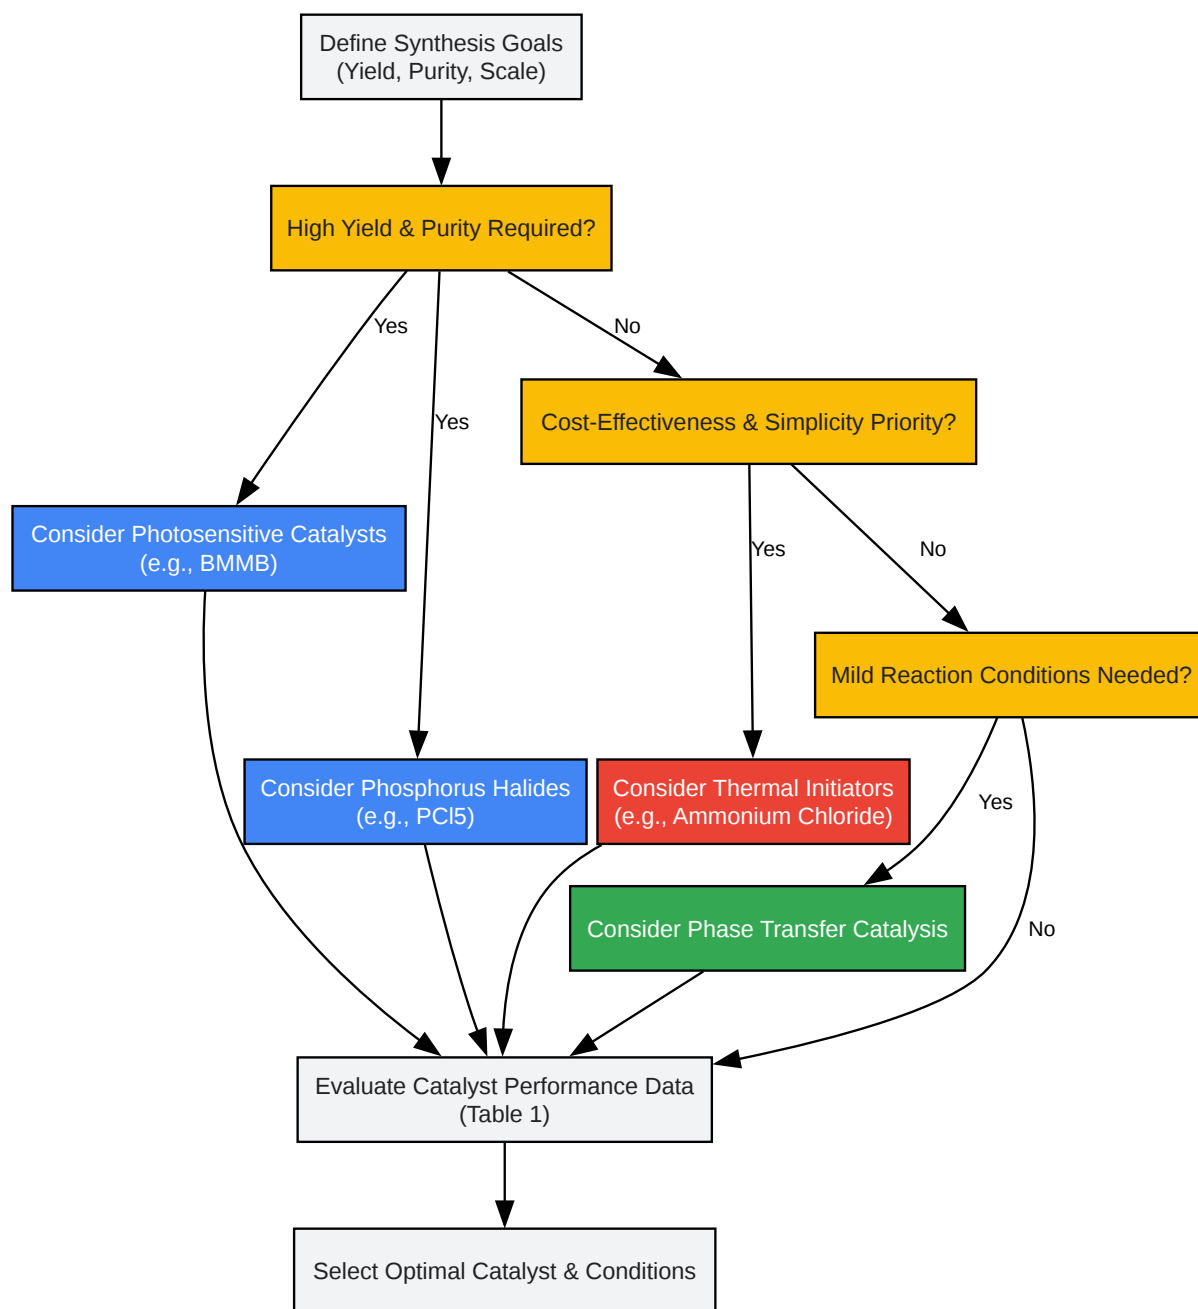 Define Synthesis Goals
(Yield, Purity, Scale)
High Yield & Purity Required?
Yes
No
Yes
Cost-Effectiveness & Simplicity Priority?
Consider Photosensitive Catalysts
(e.g., BMMB)
Yes
No
Mild Reaction Conditions Needed?
Consider Phosphorus Halides
(e.g., PCl5)
Consider Thermal Initiators
(e.g., Ammonium Chloride)
Yes
Consider Phase Transfer Catalysis
No
Evaluate Catalyst Performance Data
(Table 1)
Select Optimal Catalyst & Conditions